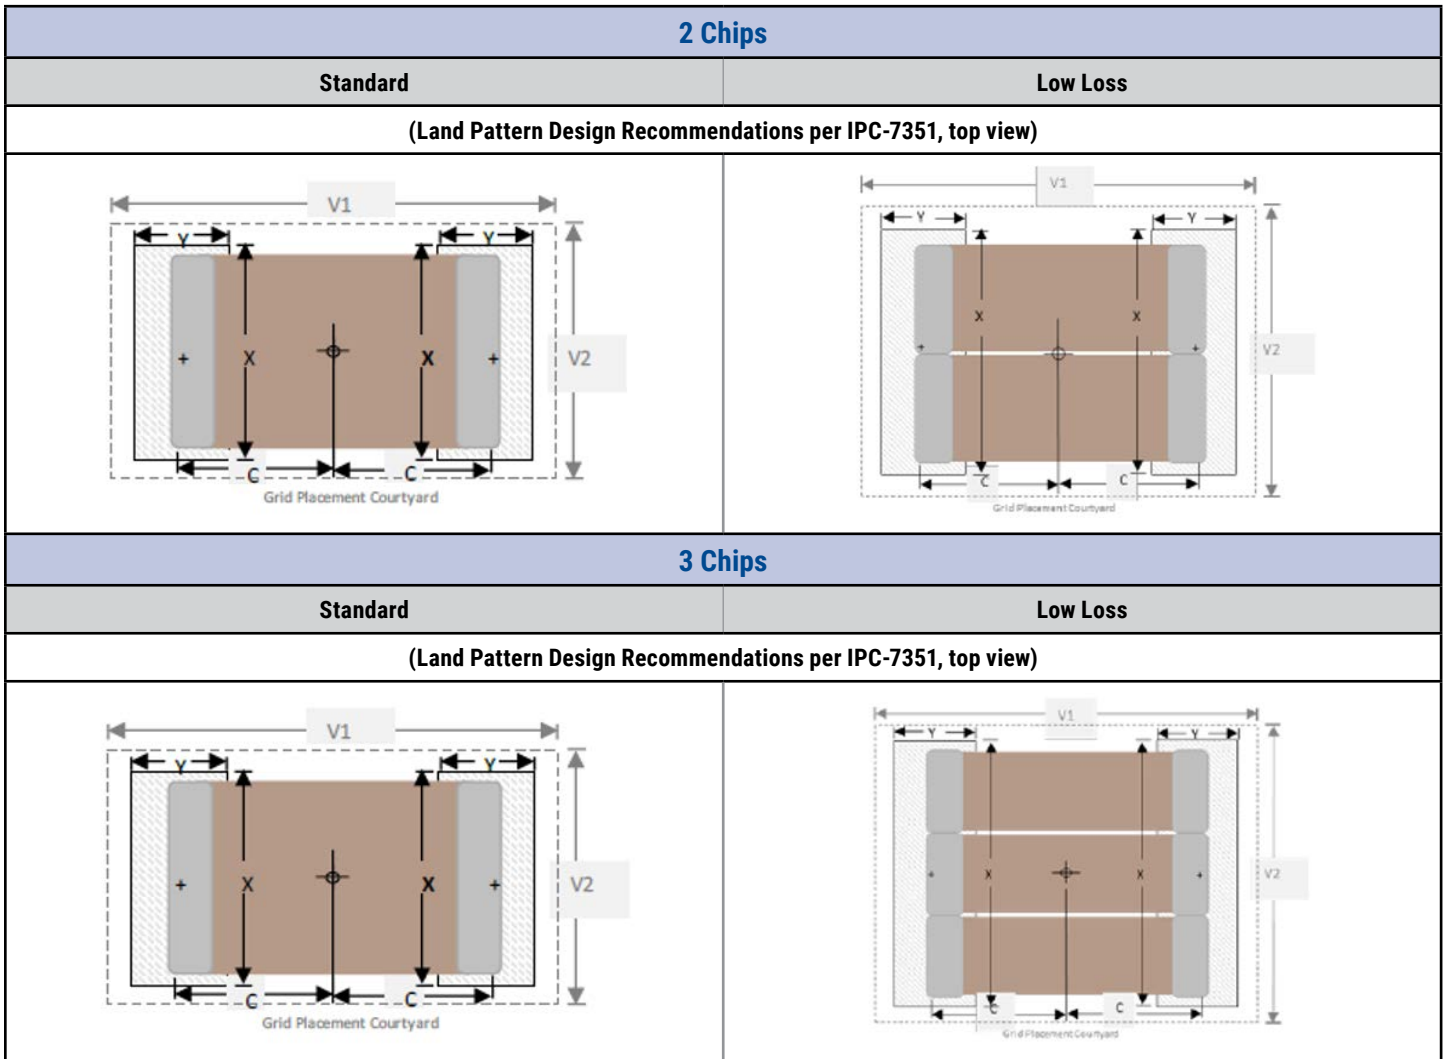 2 Chips
Standard Low Loss
(Land Pattern Design Recommendations per IPC-7351, top view)
V1 V1
Y Y Y Y
X X X X
+ + + +
V2 V2
C C C C
Grid Placement Courtyard Grid Placement Courtyard
3 Chips
Standard Low Loss
(Land Pattern Design Recommendations per IPC-7351, top view)
V1 V1
Y Y Y Y
X X X X
+ + + +
V2 V2
C C C C
Grid Placement Courtyard Grid Placement Courtyard